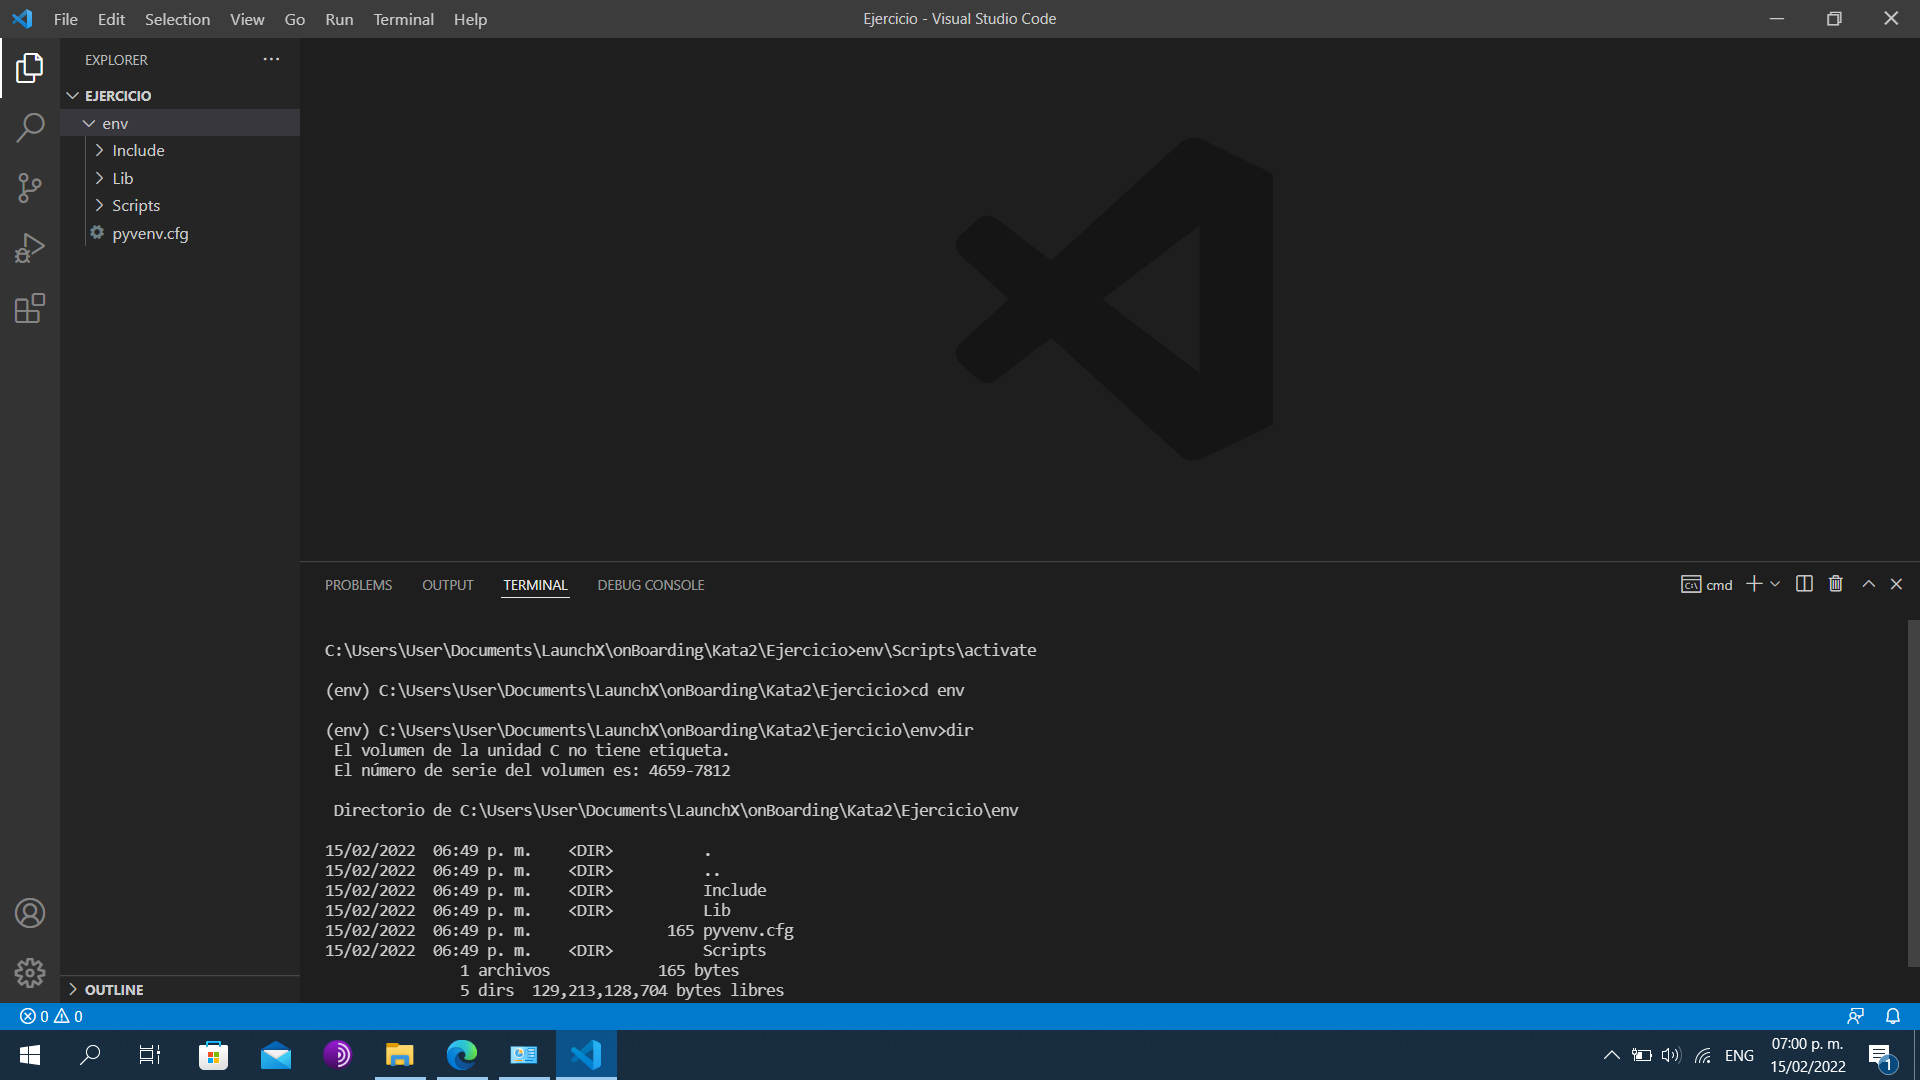 File Edit Selection View Go Run Terminal Help
Ejercicio - Visual Studio Code
EXPLORER
EJERCICIO
env
Include
Lib
Scripts
pyvenv.cfg
OUTLINE
PROBLEMS OUTPUT TERMINAL DEBUG CONSOLE
cmd
C:\Users\User\Documents\LaunchX\onBoarding\Kata2\Ejercicio>env\Scripts\activate
(env) C:\Users\User\Documents\LaunchX\onBoarding\Kata2\Ejercicio>cd env
(env) C:\Users\User\Documents\LaunchX\onBoarding\Kata2\Ejercicio\env>dir
El volumen de la unidad C no tiene etiqueta.
El número de serie del volumen es: 4659-7812
Directorio de C:\Users\User\Documents\LaunchX\onBoarding\Kata2\Ejercicio\env
15/02/2022  06:49 p. m.    <DIR>          .
15/02/2022  06:49 p. m.    <DIR>          ..
15/02/2022  06:49 p. m.    <DIR>          Include
15/02/2022  06:49 p. m.    <DIR>          Lib
15/02/2022  06:49 p. m.               165 pyvenv.cfg
15/02/2022  06:49 p. m.    <DIR>          Scripts
1 archivos            165 bytes
5 dirs  129,213,128,704 bytes libres
0 0
ENG
07:00 p. m.
15/02/2022
1